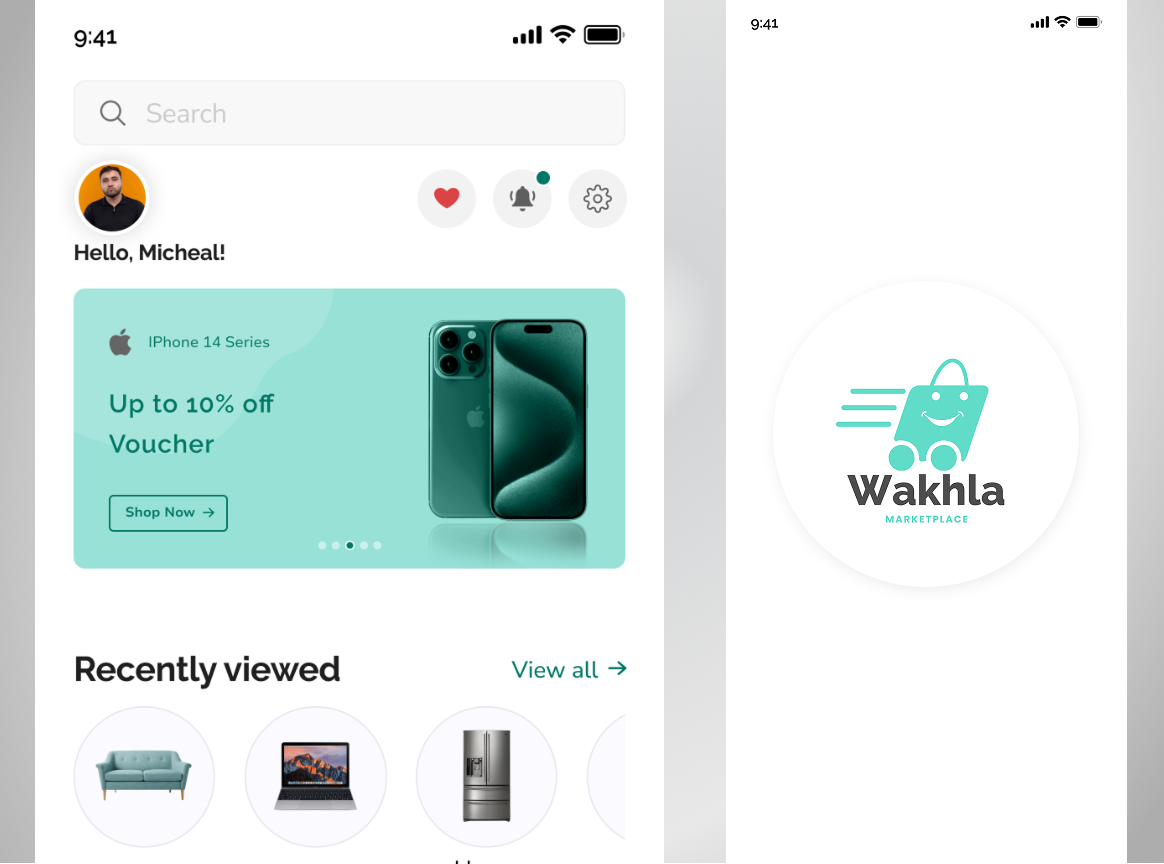 9:41
Search
Hello, Micheal!
IPhone 14 Series
Up to 10% off
Voucher
Shop Now →
Recently viewed
View all →
9:41
Wakhla
MARKETPLACE